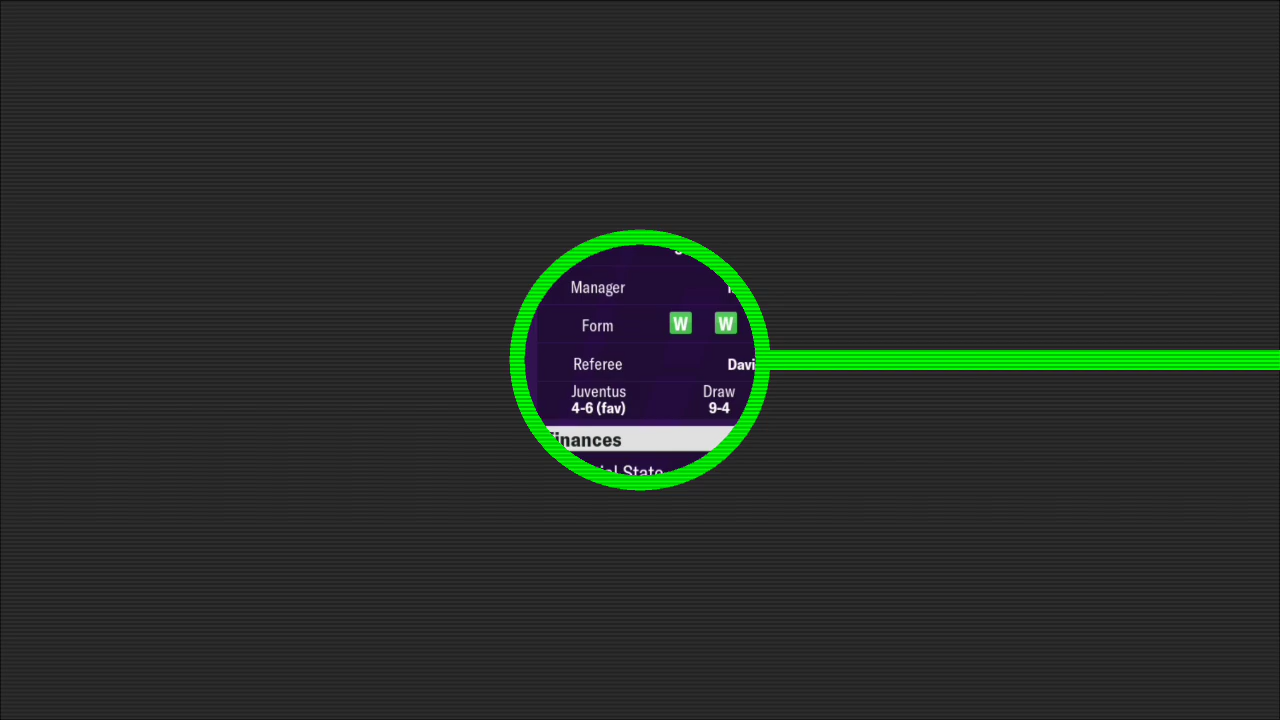 Manager
Form W W
Referee
Juventus Draw
4-6 (fav) 9-4